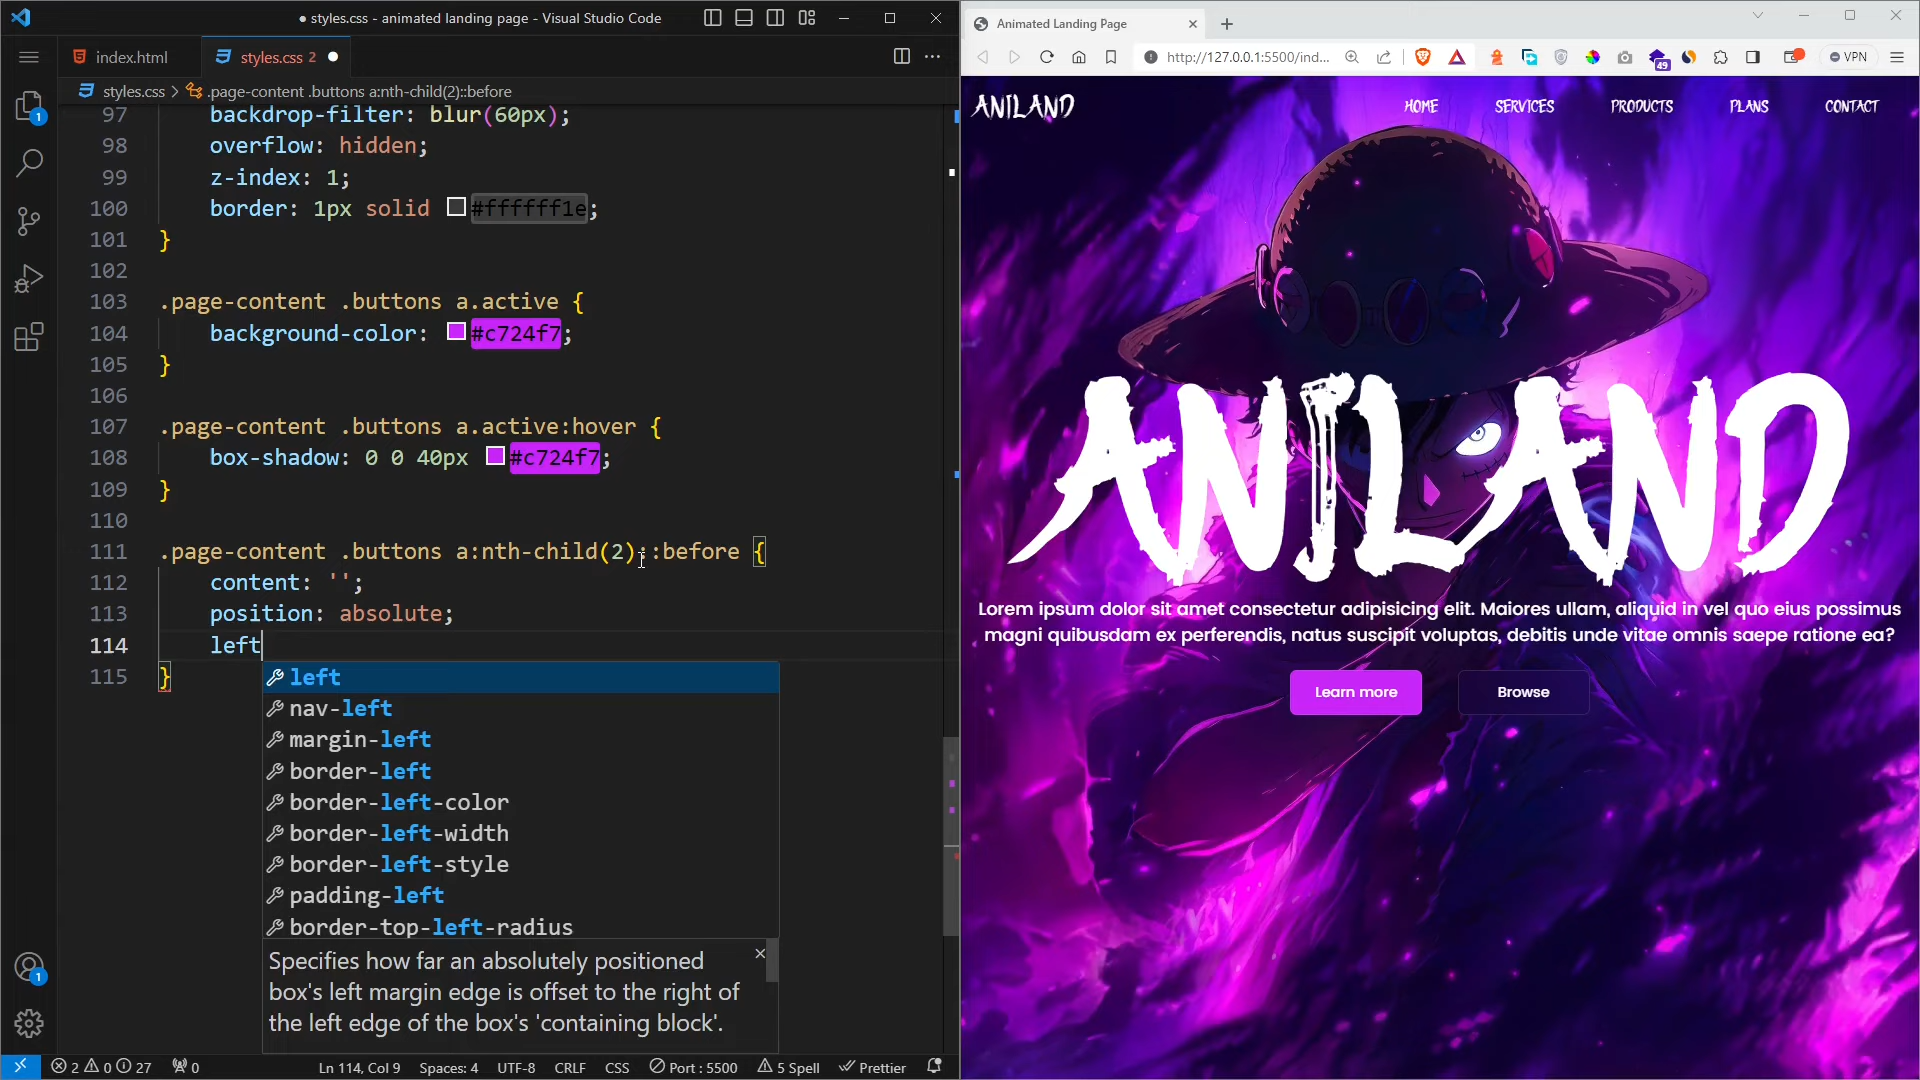 styles.css - animated landing page - Visual Studio Code
index.html
styles.css 2
styles.css > .page-content .buttons a:nth-child(2)::before
97 backdrop-filter: blur(60px);
98 overflow: hidden;
99 z-index: 1;
100 border: 1px solid #ffffff1e;
101 }
102
103 .page-content .buttons a.active {
104 background-color: #c724f7;
105 }
106
107 .page-content .buttons a.active:hover {
108 box-shadow: 0 0 40px #c724f7;
109 }
110
111 .page-content .buttons a:nth-child(2)::before {
112 content: '';
113 position: absolute;
114 left
115 }
left
nav-left
margin-left
border-left
border-left-color
border-left-width
border-left-style
padding-left
border-top-left-radius
Specifies how far an absolutely positioned
box's left margin edge is offset to the right of
the left edge of the box's 'containing block'.
1
1
2 0 27 0 Ln 114, Col 9 Spaces: 4 UTF-8 CRLF CSS Port : 5500 5 Spell Prettier
Animated Landing Page
http://127.0.0.1:5500/ind...
49
VPN
ANILAND
HOME
SERVICES
PRODUCTS
PLANS
CONTACT
ANILAND
Lorem ipsum dolor sit amet consectetur adipisicing elit. Maiores ullam, aliquid in vel quo eius possimus
magni quibusdam ex perferendis, natus suscipit voluptas, debitis unde vitae omnis saepe ratione ea?
Learn more
Browse